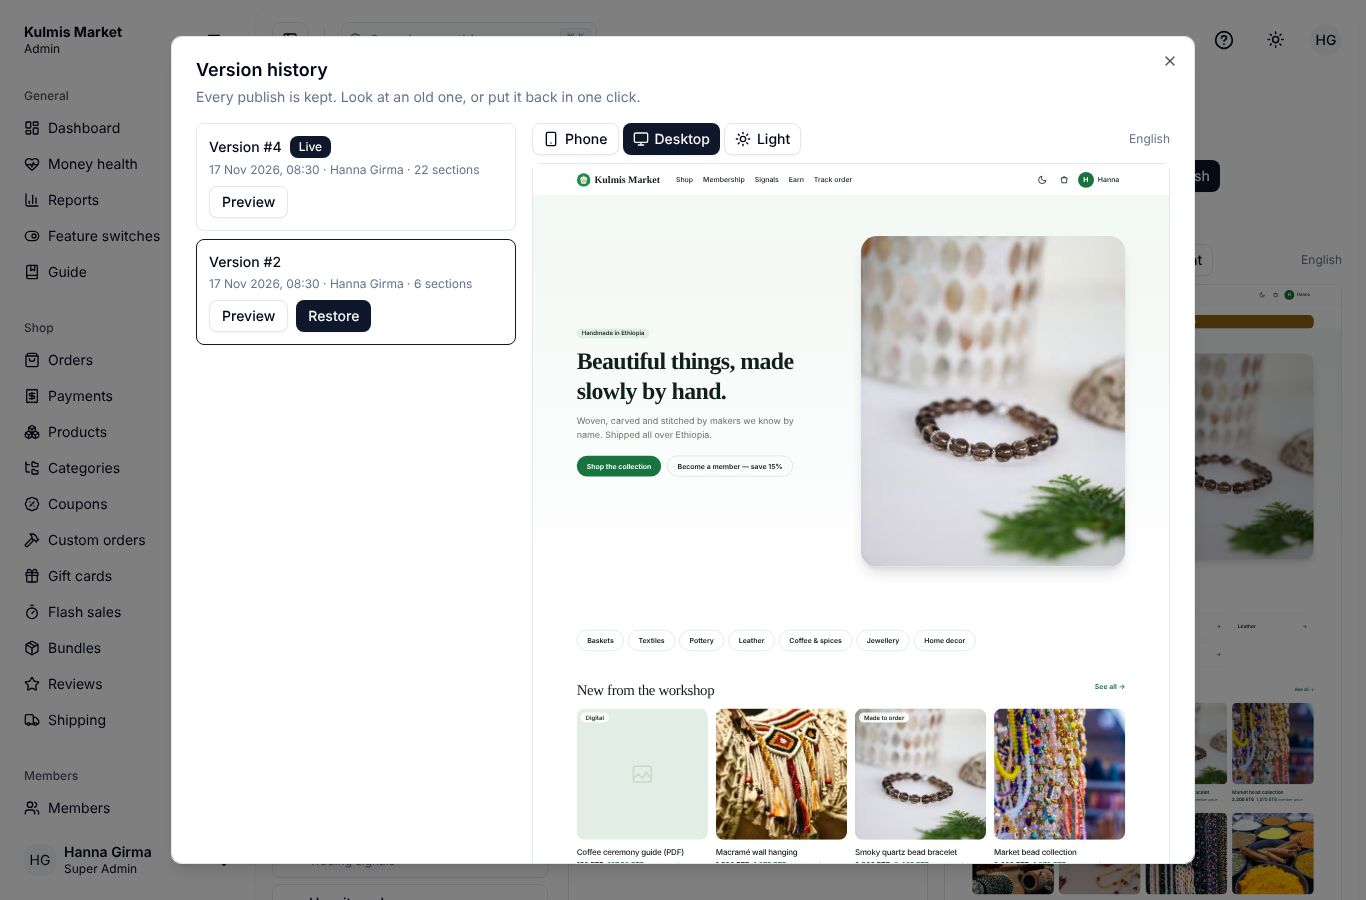 Kulmis Market
Admin
General
Dashboard
Money health
Reports
Feature switches
Guide
Shop
Orders
Payments
Products
Categories
Coupons
Custom orders
Gift cards
Flash sales
Bundles
Reviews
Shipping
Members
Members
HG
Hanna Girma
Super Admin
HG
Version history
Every publish is kept. Look at an old one, or put it back in one click.
Version #4 Live
17 Nov 2026, 08:30 · Hanna Girma · 22 sections
Preview
Version #2
17 Nov 2026, 08:30 · Hanna Girma · 6 sections
Preview Restore
Phone Desktop Light English
Kulmis Market Shop Membership Signals Earn Track order H Hanna
Handmade in Ethiopia
Beautiful things, made
slowly by hand.
Woven, carved and stitched by makers we know by
name. Shipped all over Ethiopia.
Shop the collection Become a member — save 15%
Baskets Textiles Pottery Leather Coffee & spices Jewellery Home decor
New from the workshop See all →
Digital Made to order
Coffee ceremony guide (PDF) Macramé wall hanging Smoky quartz bead bracelet Market bead collection
English
H Hanna
Leather →
See all →
Market bead collection